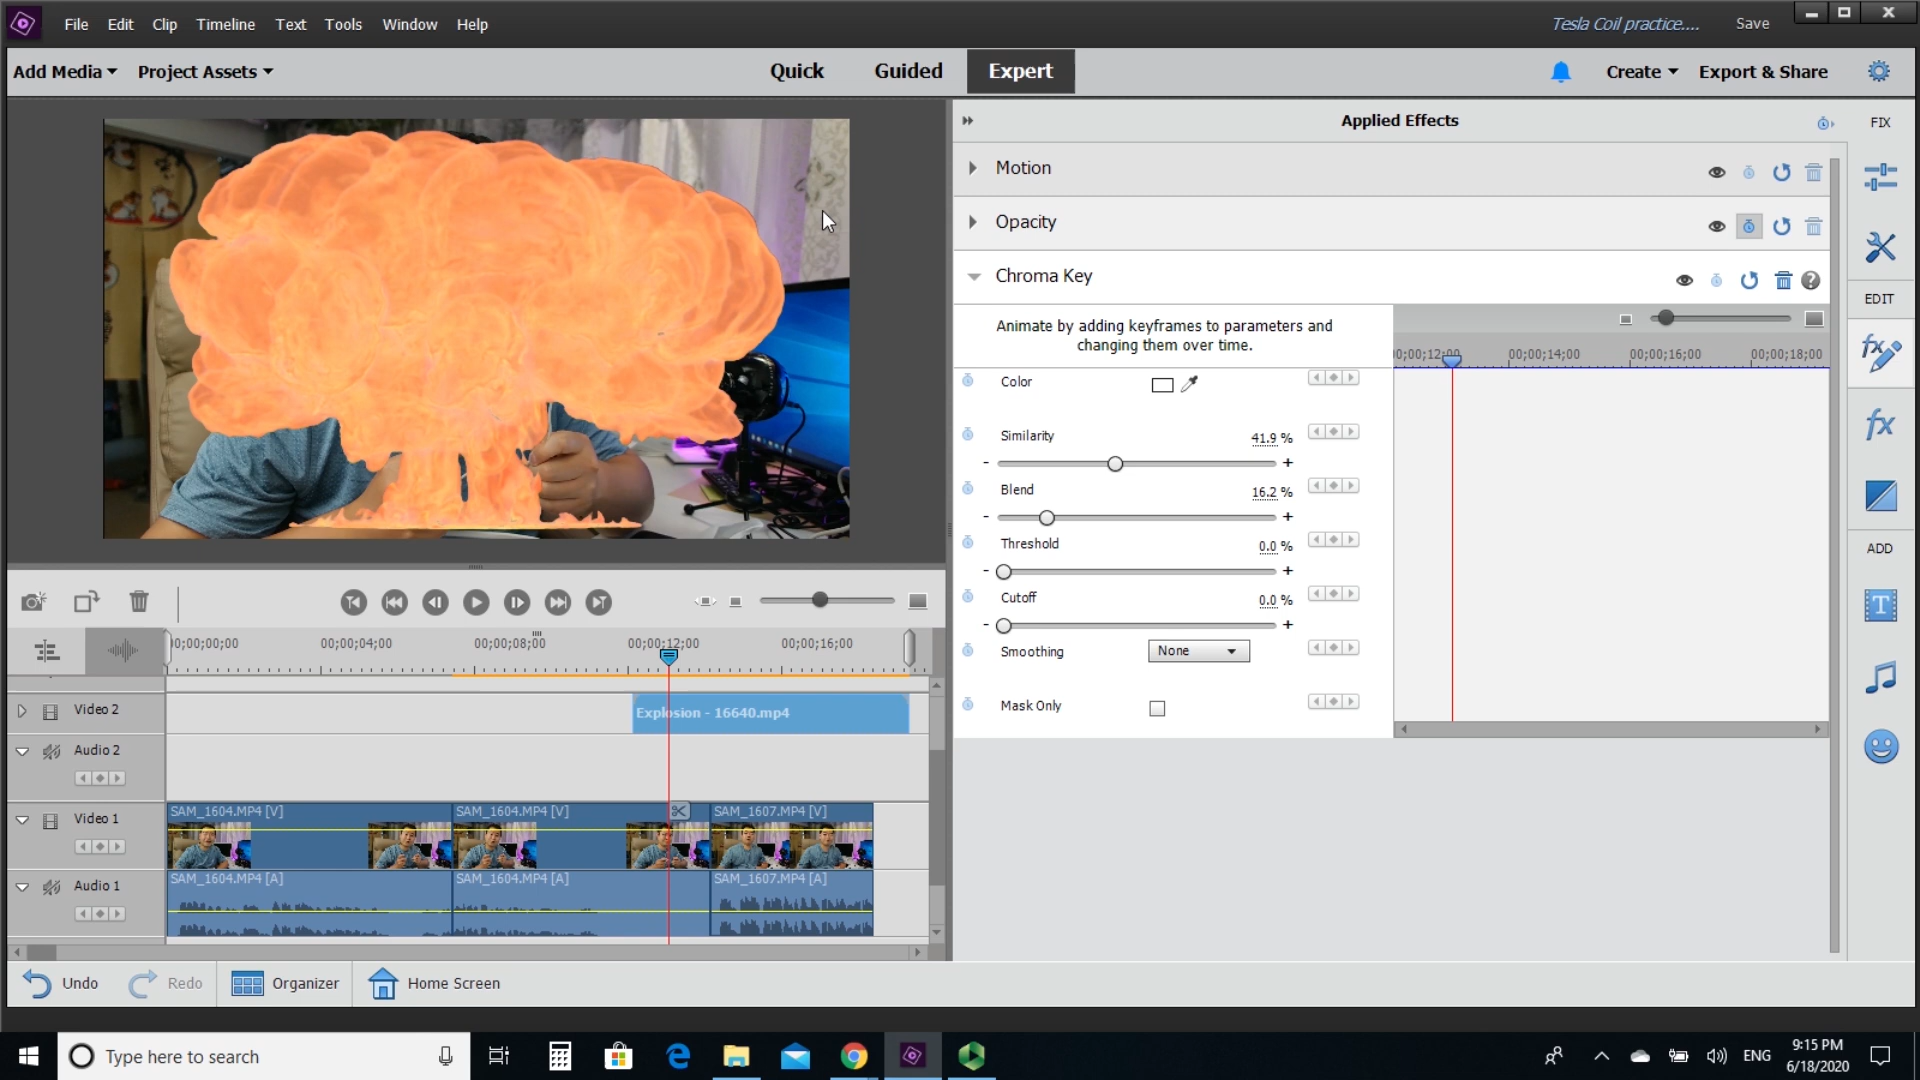 File Edit Clip Timeline Text Tools Window Help
Tesla Coil practice.... Save
Add Media Project Assets
Quick Guided Expert
Create Export & Share
Applied Effects
FIX
Motion
Opacity
Chroma Key
EDIT
Animate by adding keyframes to parameters and
changing them over time.
00;00;12;00 00;00;14;00 00;00;16;00 00;00;18;00
Color
Similarity 41.9 %
- +
Blend 16.2 %
- +
Threshold 0.0 %
- +
Cutoff 0.0 %
- +
Smoothing None
Mask Only
ADD
00;00;00;00 00;00;04;00 00;00;08;00 00;00;12;00 00;00;16;00
Video 2
Explosion - 16640.mp4
Audio 2
Video 1
SAM_1604.MP4 [V] SAM_1604.MP4 [V] SAM_1607.MP4 [V]
Audio 1
SAM_1604.MP4 [A] SAM_1604.MP4 [A] SAM_1607.MP4 [A]
Undo Redo Organizer Home Screen
Type here to search
ENG
9:15 PM
6/18/2020